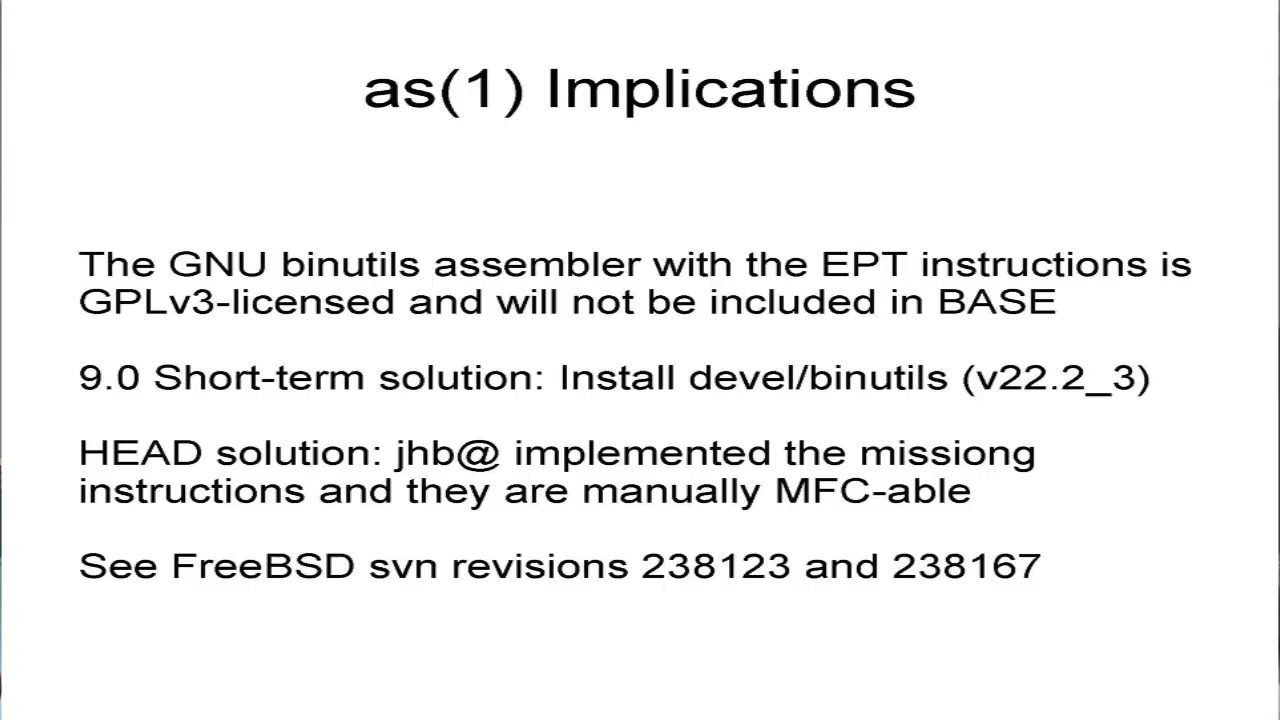 as(1) Implications
The GNU binutils assembler with the EPT instructions is
GPLv3-licensed and will not be included in BASE
9.0 Short-term solution: Install devel/binutils (v22.2_3)
HEAD solution: jhb@ implemented the missiong
instructions and they are manually MFC-able
See FreeBSD svn revisions 238123 and 238167